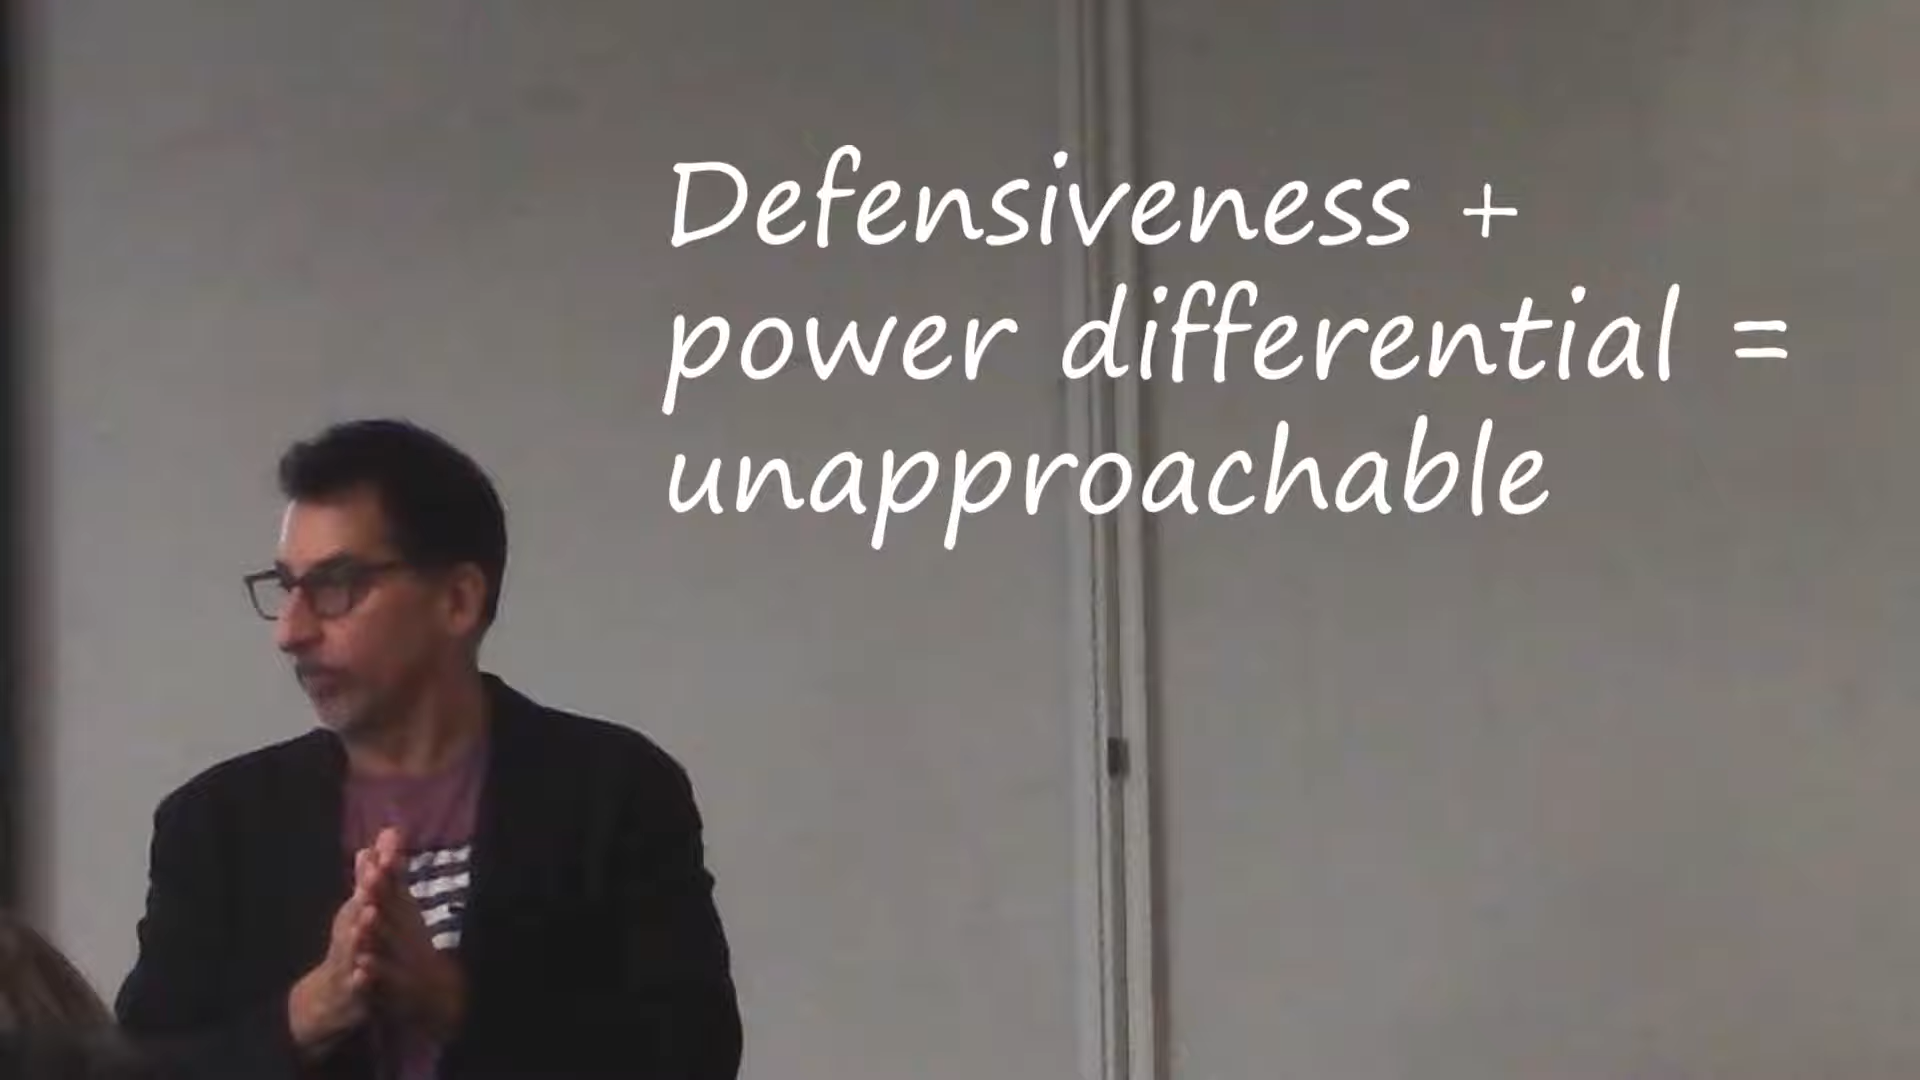 Defensiveness +
power differential =
unapproachable